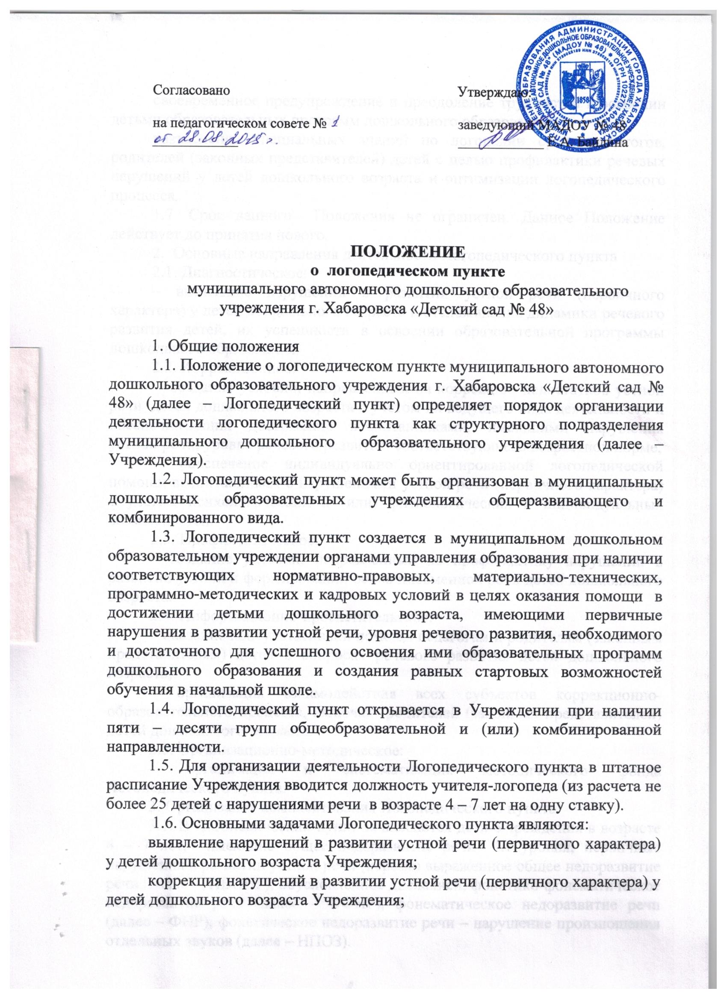 Согласовано
на педагогическом совете № 1
от 28.08.2015 г.
Утверждаю:
заведующий МАДОУ № 48
Е.А. Байдина
ПОЛОЖЕНИЕ
о логопедическом пункте
муниципального автономного дошкольного образовательного
учреждения г. Хабаровска «Детский сад № 48»
1. Общие положения
1.1. Положение о логопедическом пункте муниципального автономного
дошкольного образовательного учреждения г. Хабаровска «Детский сад №
48» (далее – Логопедический пункт) определяет порядок организации
деятельности логопедического пункта как структурного подразделения
муниципального дошкольного образовательного учреждения (далее –
Учреждения).
1.2. Логопедический пункт может быть организован в муниципальных
дошкольных образовательных учреждениях общеразвивающего и
комбинированного вида.
1.3. Логопедический пункт создается в муниципальном дошкольном
образовательном учреждении органами управления образования при наличии
соответствующих нормативно-правовых, материально-технических,
программно-методических и кадровых условий в целях оказания помощи в
достижении детьми дошкольного возраста, имеющими первичные
нарушения в развитии устной речи, уровня речевого развития, необходимого
и достаточного для успешного освоения ими образовательных программ
дошкольного образования и создания равных стартовых возможностей
обучения в начальной школе.
1.4. Логопедический пункт открывается в Учреждении при наличии
пяти – десяти групп общеобразовательной и (или) комбинированной
направленности.
1.5. Для организации деятельности Логопедического пункта в штатное
расписание Учреждения вводится должность учителя-логопеда (из расчета не
более 25 детей с нарушениями речи в возрасте 4 – 7 лет на одну ставку).
1.6. Основными задачами Логопедического пункта являются:
выявление нарушений в развитии устной речи (первичного характера)
у детей дошкольного возраста Учреждения;
коррекция нарушений в развитии устной речи (первичного характера) у
детей дошкольного возраста Учреждения;